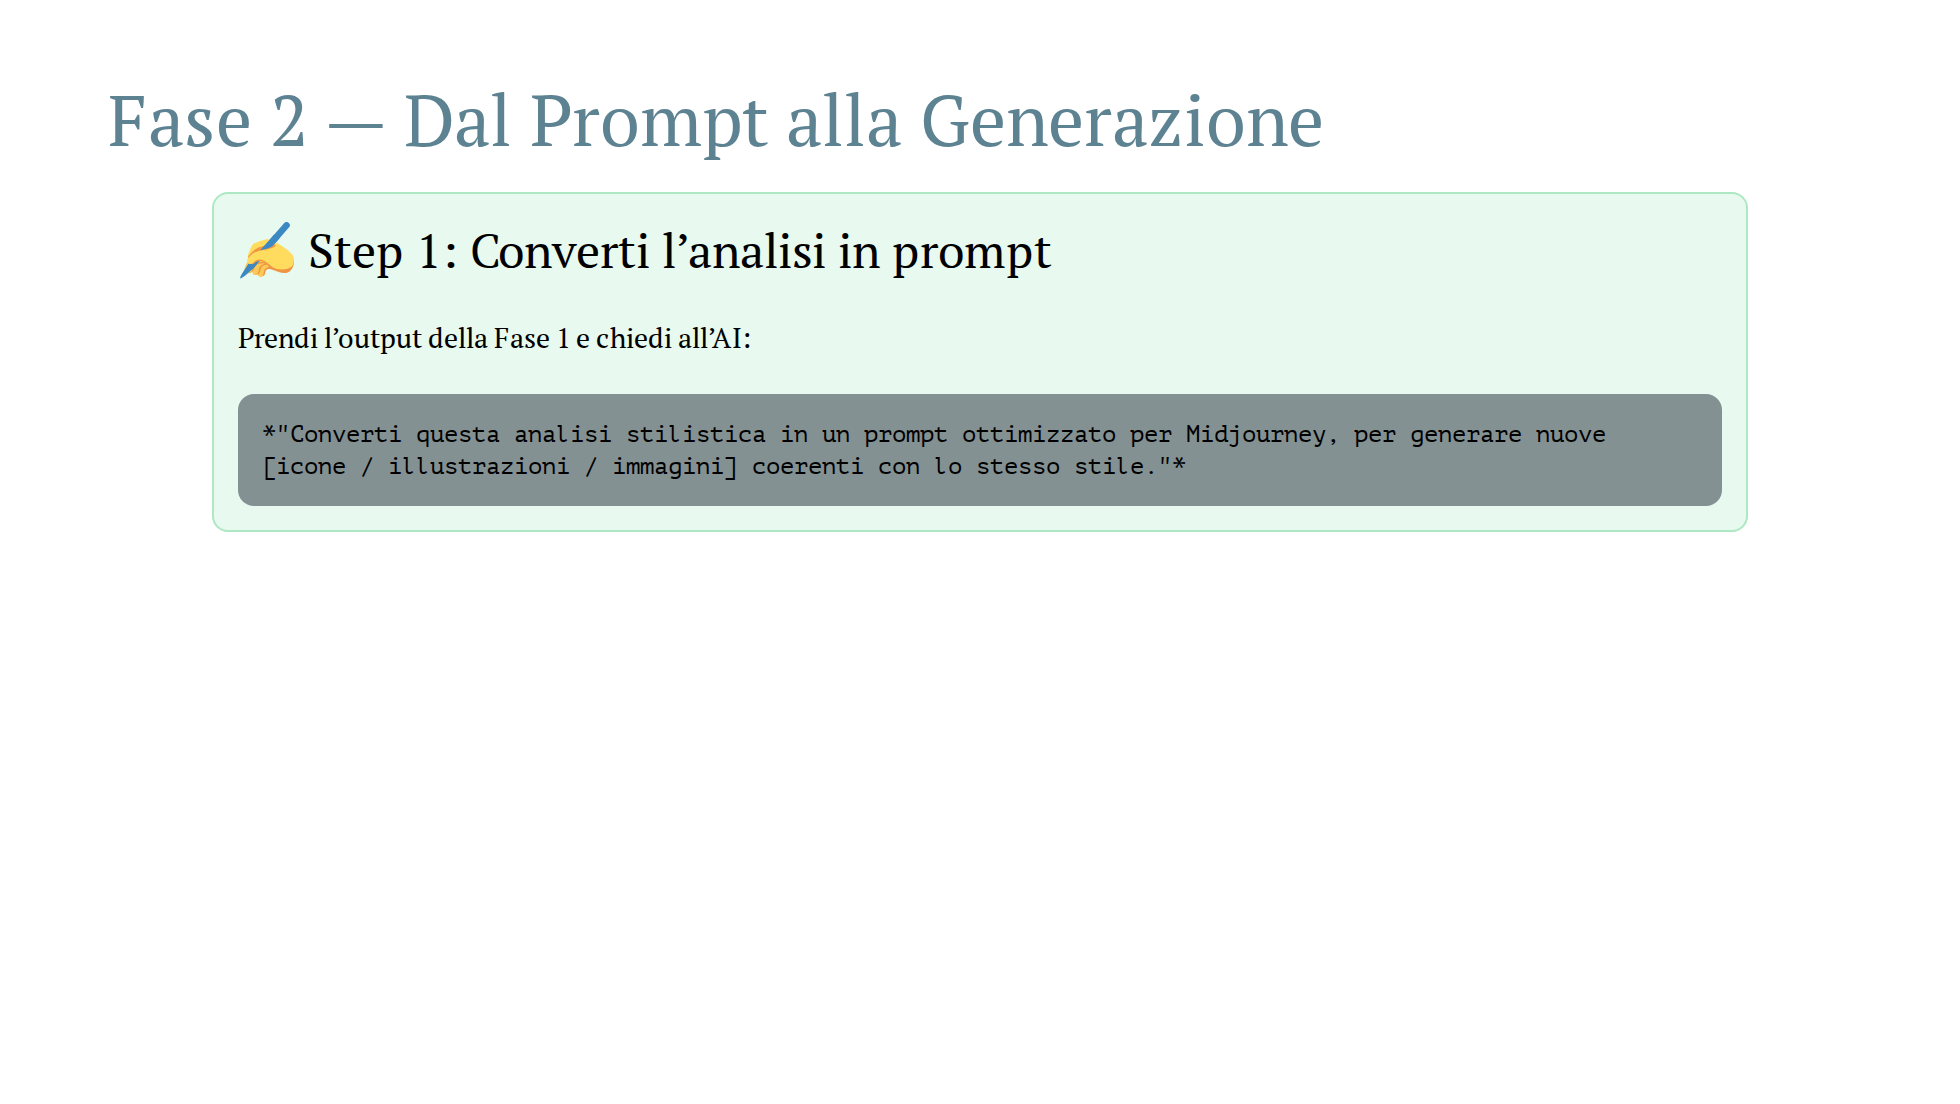 Fase 2 — Dal Prompt alla Generazione
✍️ Step 1: Converti l’analisi in prompt
Prendi l’output della Fase 1 e chiedi all’AI:
*"Converti questa analisi stilistica in un prompt ottimizzato per Midjourney, per generare nuove
[icone / illustrazioni / immagini] coerenti con lo stesso stile."*